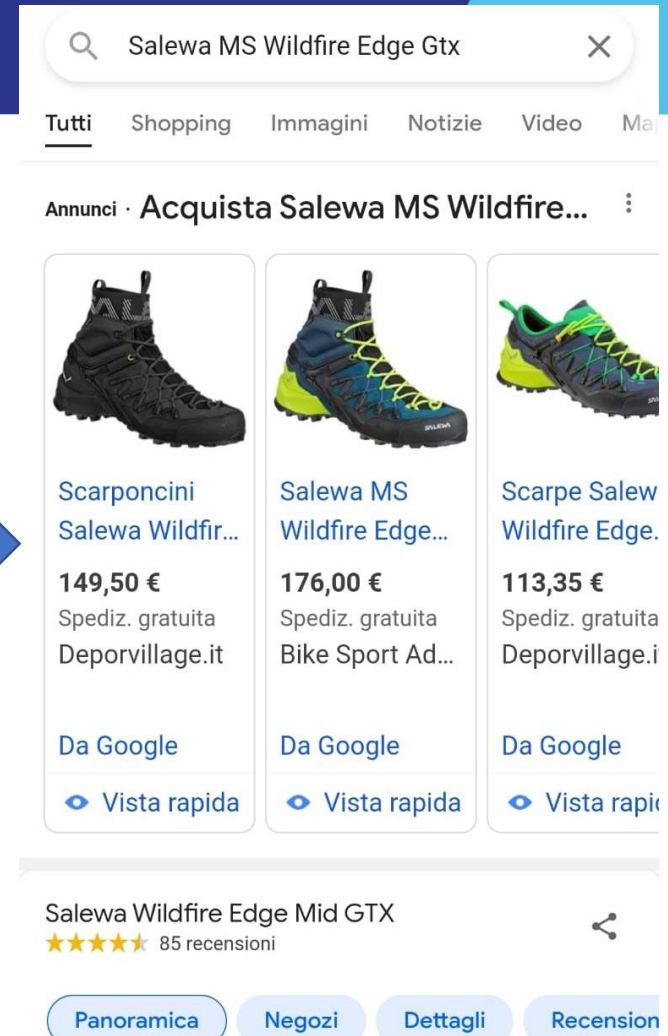 Salewa MS Wildfire Edge Gtx
Tutti Shopping Immagini Notizie Video
Annunci · Acquista Salewa MS Wildfire...
Scarponcini
Salewa Wildfir...
149,50 €
Spediz. gratuita
Deporvillage.it
Da Google
Vista rapida
Salewa MS
Wildfire Edge...
176,00 €
Spediz. gratuita
Bike Sport Ad...
Da Google
Vista rapida
Scarpe Salew
Wildfire Edge.
113,35 €
Spediz. gratuita
Deporvillage.i
Da Google
Vista rapi
Salewa Wildfire Edge Mid GTX
85 recensioni
Panoramica Negozi Dettagli Recension